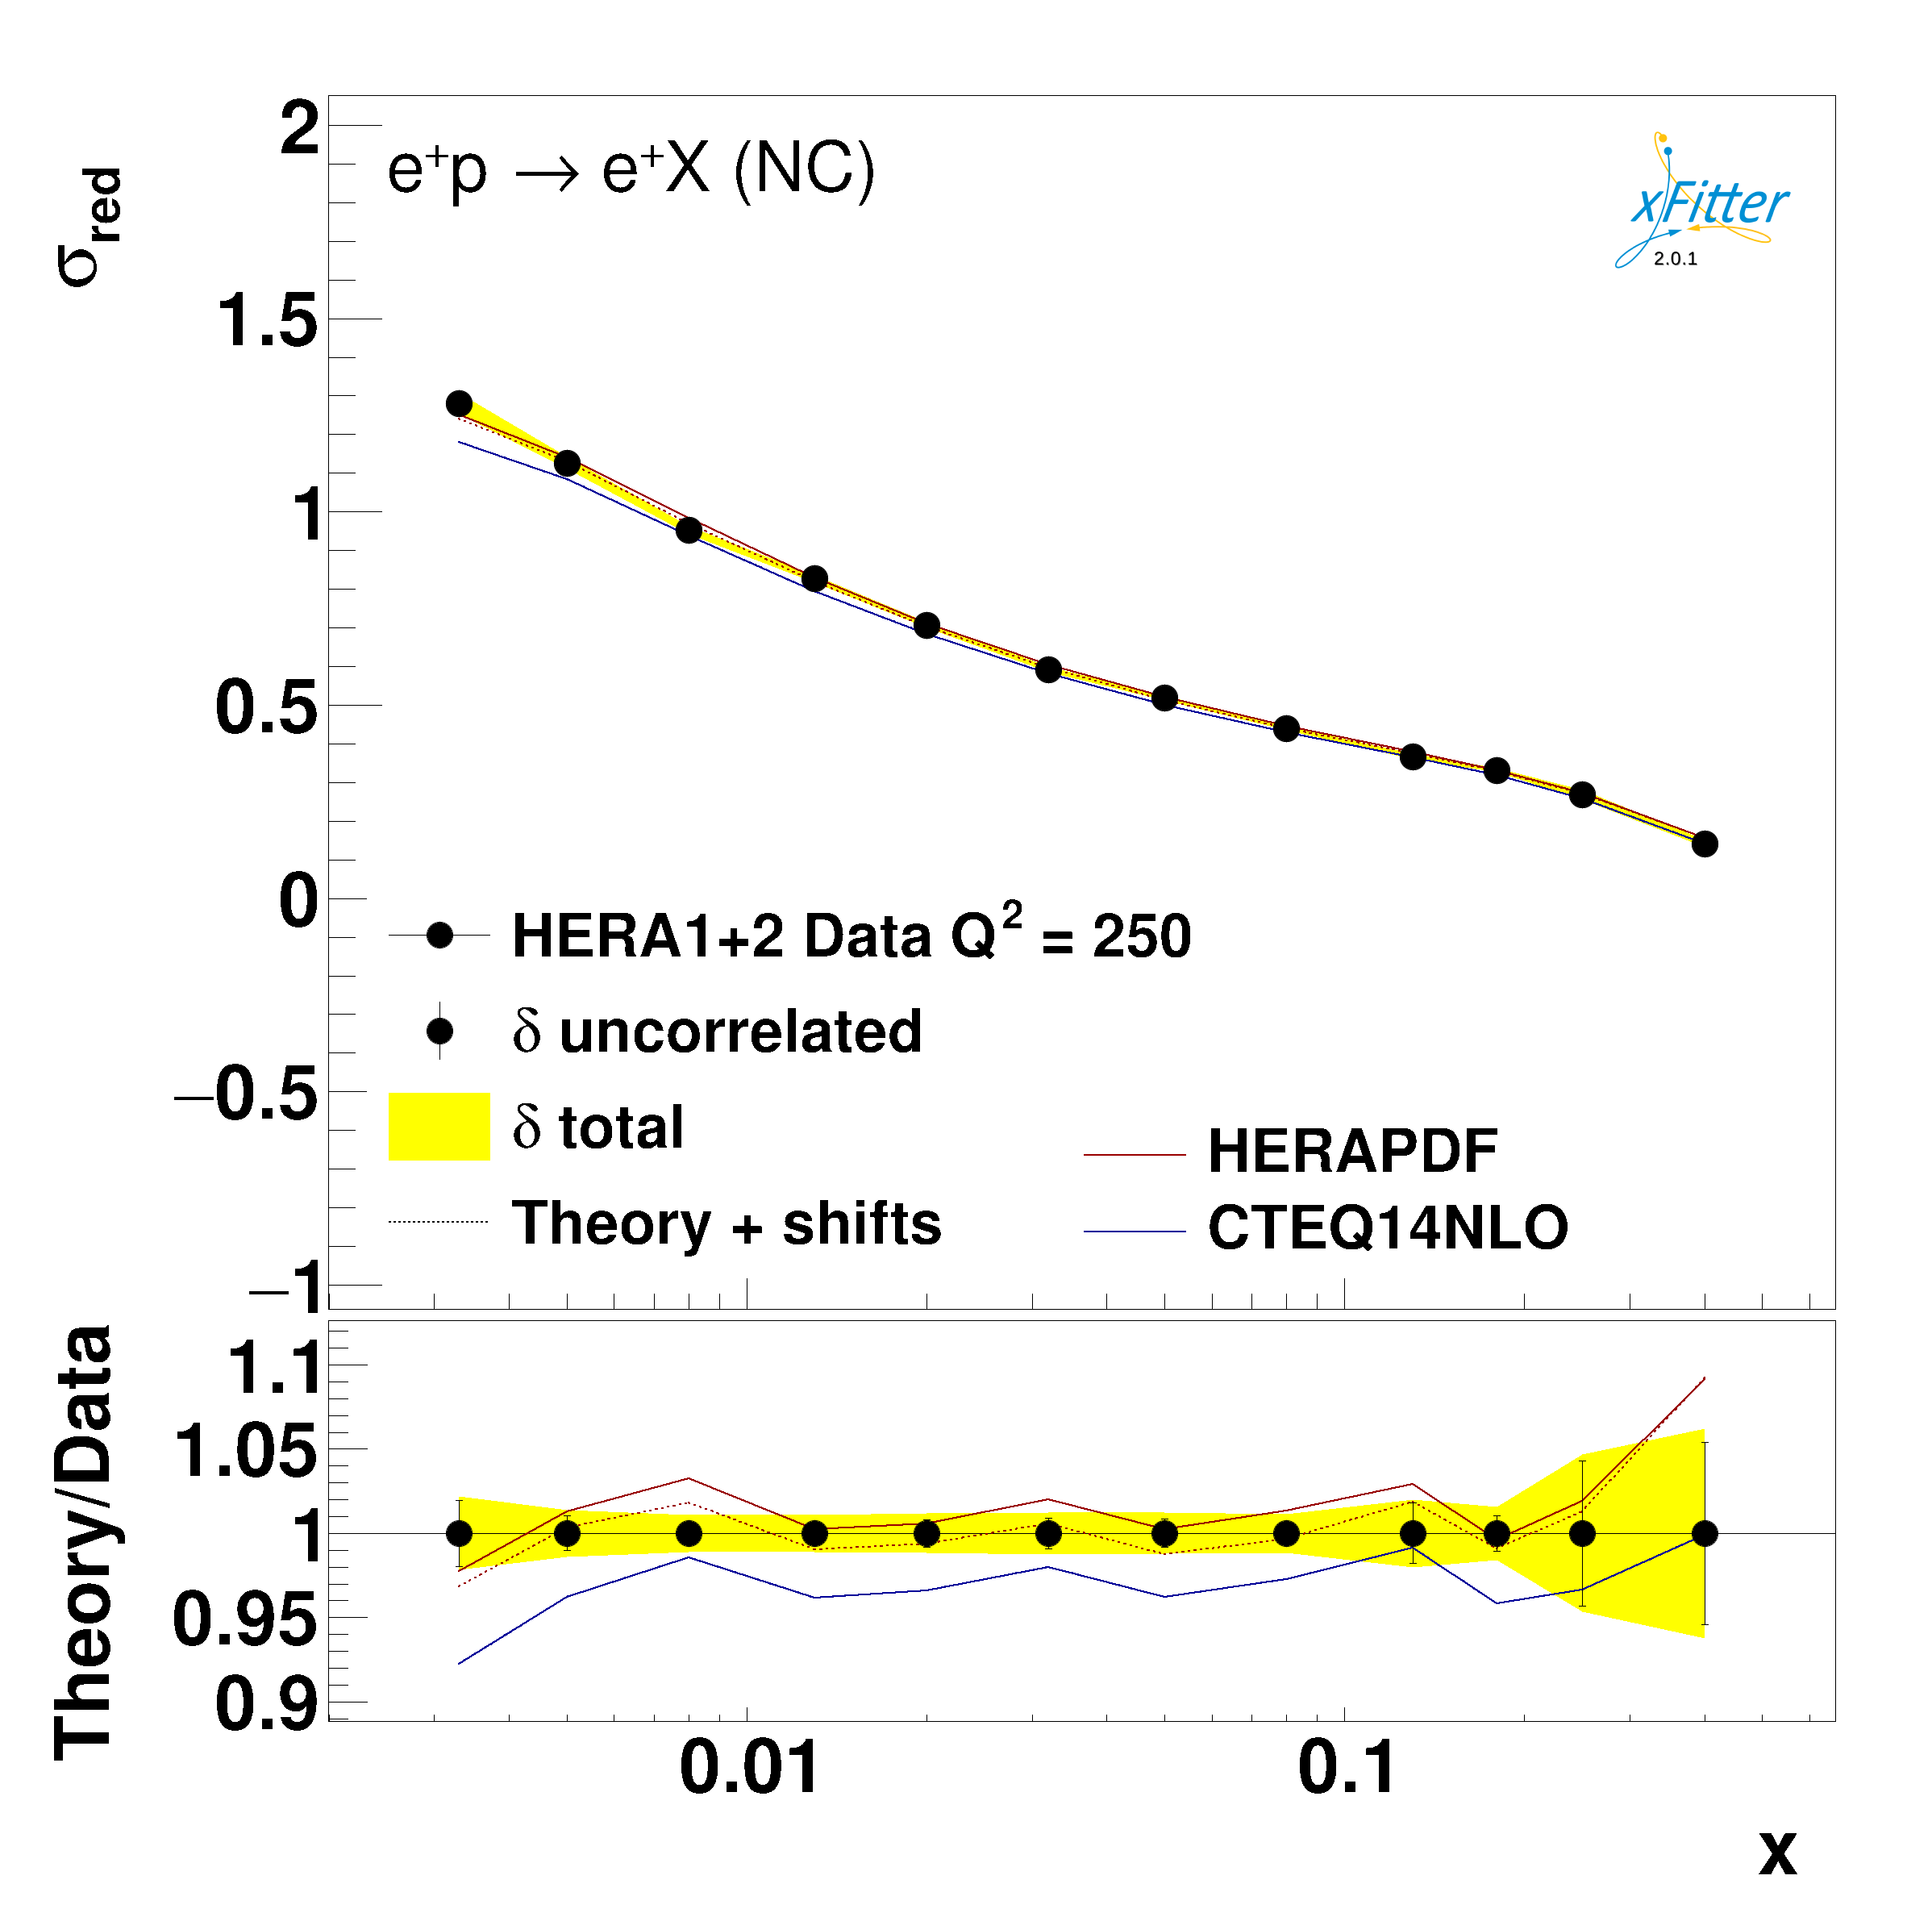 σred
2
1.5
1
0.5
0
−0.5
−1
e⁺p → e⁺X (NC)
xFitter
2.0.1
HERA1+2 Data Q² = 250
δ uncorrelated
δ total
Theory + shifts
HERAPDF
CTEQ14NLO
Theory/Data
1.1
1.05
1
0.95
0.9
0.01
0.1
x